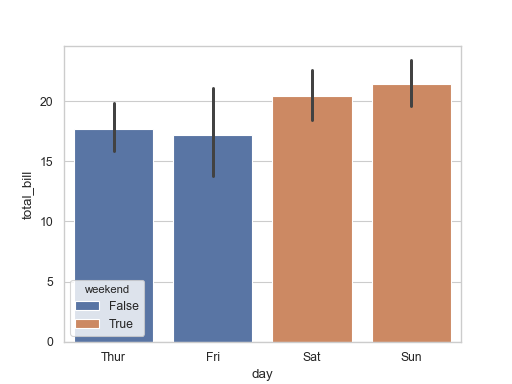 20
15
10
5
0
total_bill
weekend
False
True
Thur
Fri
Sat
Sun
day